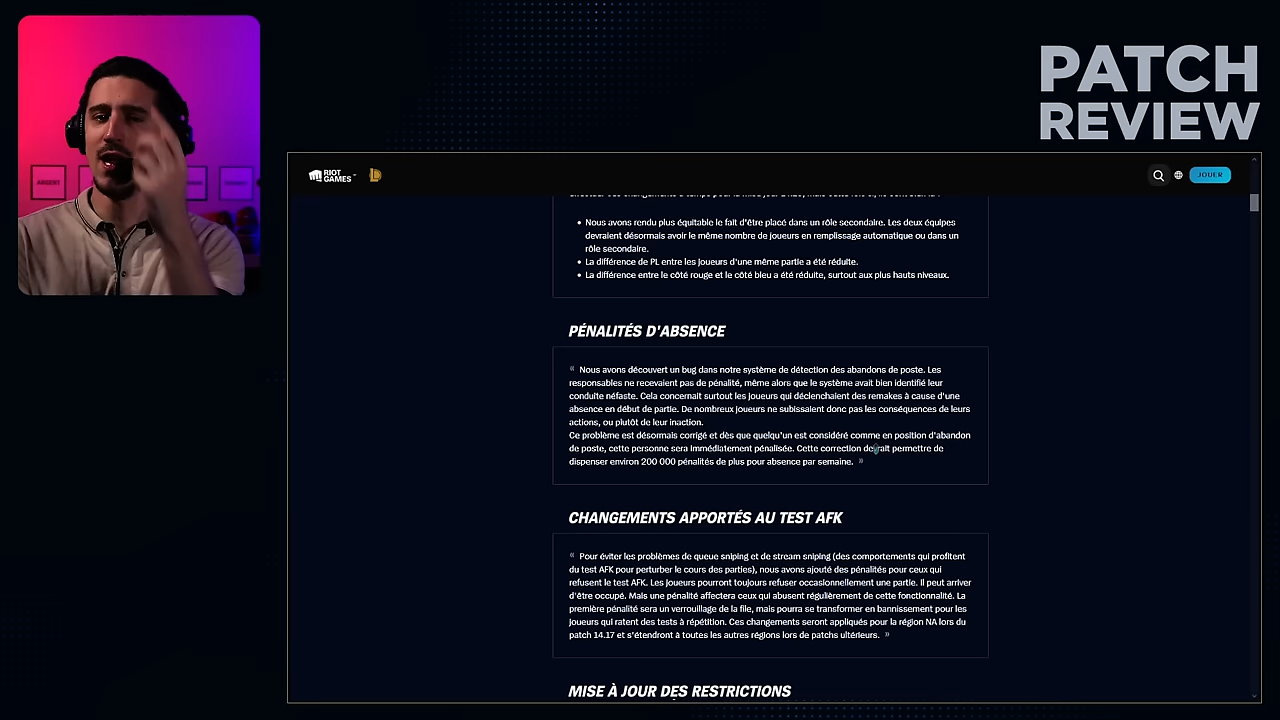 PATCH
REVIEW
RIOT
GAMES
JOUER
ABSENT
Nous avons rendu plus équitable le fait d'être placé dans un rôle secondaire. Les deux équipes
devraient désormais avoir le même nombre de joueurs en remplissage automatique ou dans un
rôle secondaire.
La différence de PL entre les joueurs d'une même partie a été réduite.
La différence entre le côté rouge et le côté bleu a été réduite, surtout aux plus hauts niveaux.
PÉNALITÉS D'ABSENCE
« Nous avons découvert un bug dans notre système de détection des abandons de poste. Les
responsables ne recevaient pas de pénalité, même alors que le système avait bien identifié leur
conduite néfaste. Cela concernait surtout les joueurs qui déclenchaient des remakes à cause d'une
absence en début de partie. De nombreux joueurs ne subissaient donc pas les conséquences de leurs
actions, ou plutôt de leur inaction.
Ce problème est désormais corrigé et dès que quelqu'un est considéré comme en position d'abandon
de poste, cette personne sera immédiatement pénalisée. Cette correction devrait permettre de
dispenser environ 200 000 pénalités de plus pour absence par semaine. »
CHANGEMENTS APPORTÉS AU TEST AFK
« Pour éviter les problèmes de queue sniping et de stream sniping (des comportements qui profitent
du test AFK pour perturber le cours des parties), nous avons ajouté des pénalités pour ceux qui
refusent le test AFK. Les joueurs pourront toujours refuser occasionnellement une partie. Il peut arriver
d'être occupé. Mais une pénalité affectera ceux qui abusent régulièrement de cette fonctionnalité. La
première pénalité sera un verrouillage de la file, mais pourra se transformer en bannissement pour les
joueurs qui ratent des tests à répétition. Ces changements seront appliqués pour la région NA lors du
patch 14.17 et s'étendront à toutes les autres régions lors de patchs ultérieurs. »
MISE À JOUR DES RESTRICTIONS